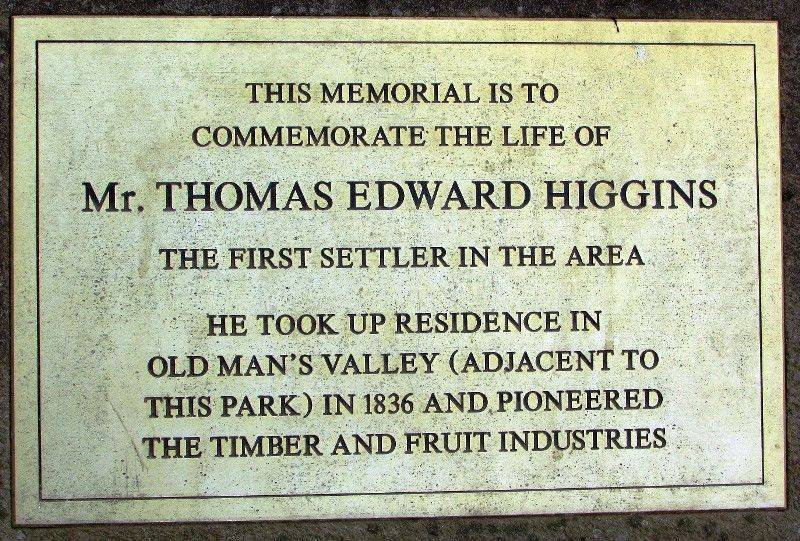 THIS MEMORIAL IS TO
COMMEMORATE THE LIFE OF
Mr. THOMAS EDWARD HIGGINS
THE FIRST SETTLER IN THE AREA
HE TOOK UP RESIDENCE IN
OLD MAN'S VALLEY (ADJACENT TO
THIS PARK) IN 1836 AND PIONEERED
THE TIMBER AND FRUIT INDUSTRIES